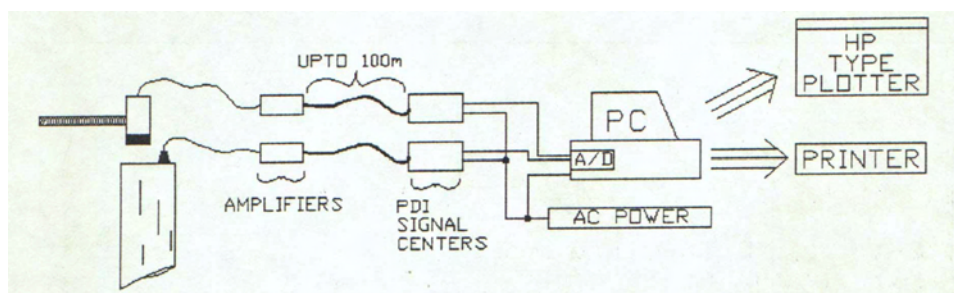 UPTO 100m
HP
TYPE
PLOTTER
PC
A/D
PRINTER
AMPLIFIERS
PDI
SIGNAL
CENTERS
AC POWER